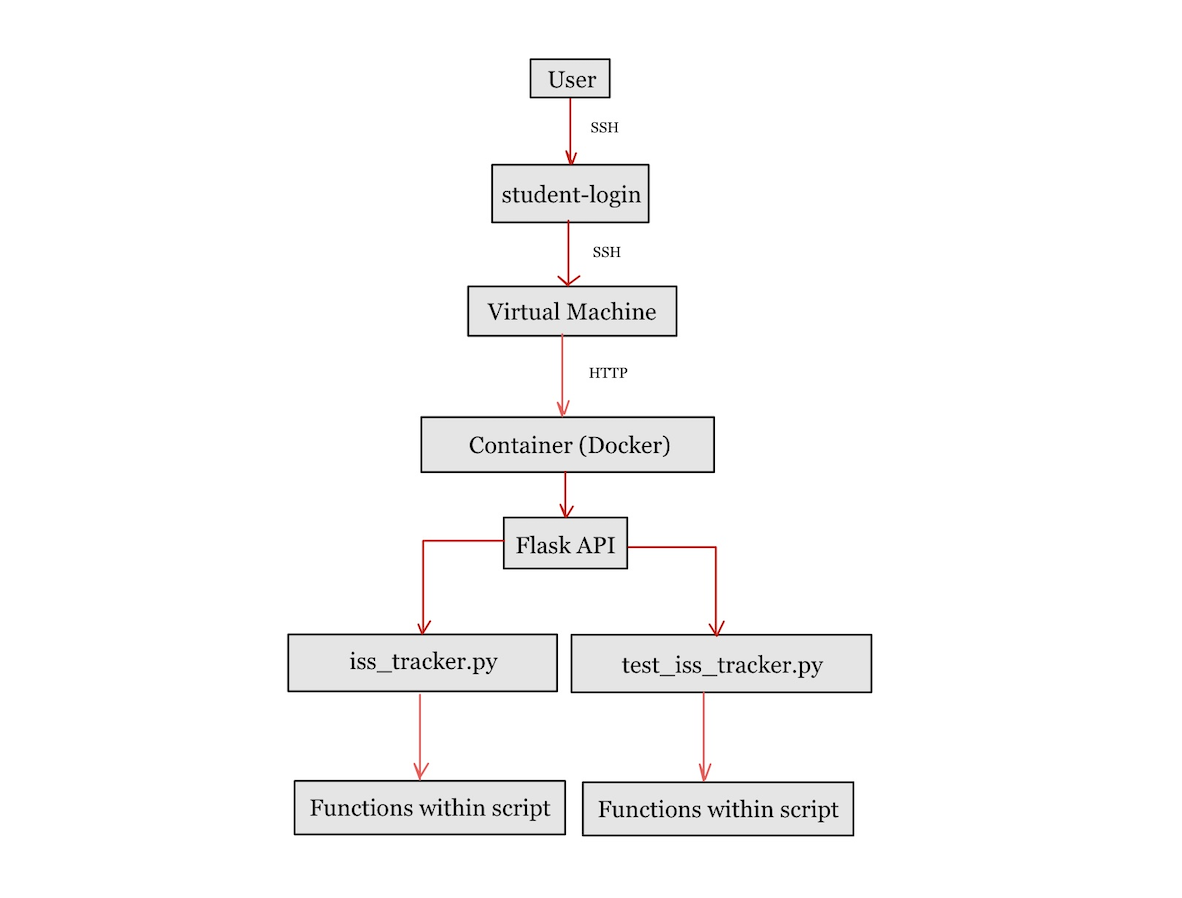 User
SSH
student-login
SSH
Virtual Machine
HTTP
Container (Docker)
Flask API
iss_tracker.py
test_iss_tracker.py
Functions within script
Functions within script